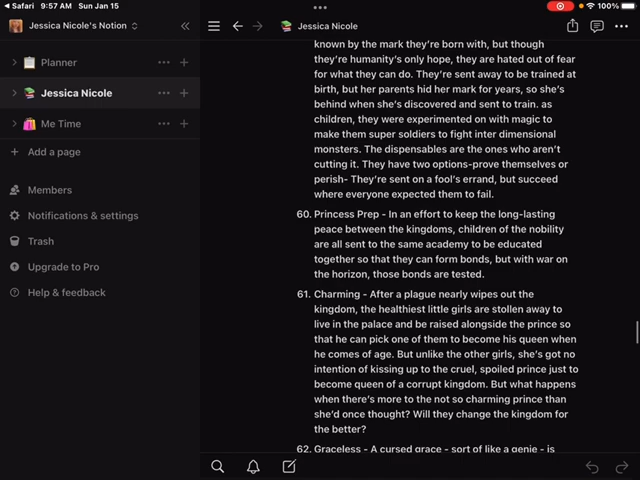 Safari 9:57 AM Sun Jan 15
100%
Jessica Nicole's Notion
Jessica Nicole
Planner
Jessica Nicole
Me Time
Add a page
Members
Notifications & settings
Trash
Upgrade to Pro
Help & feedback
known by the mark they're born with, but though
they're humanity's only hope, they are hated out of fear
for what they can do. They're sent away to be trained at
birth, but her parents hid her mark for years, so she's
behind when she's discovered and sent to train. as
children, they were experimented on with magic to
make them super soldiers to fight inter dimensional
monsters. The dispensables are the ones who aren't
cutting it. They have two options-prove themselves or
perish- They're sent on a fool's errand, but succeed
where everyone expected them to fail.
60. Princess Prep - In an effort to keep the long-lasting
peace between the kingdoms, children of the nobility
are all sent to the same academy to be educated
together so that they can form bonds, but with war on
the horizon, those bonds are tested.
61. Charming - After a plague nearly wipes out the
kingdom, the healthiest little girls are stollen away to
live in the palace and be raised alongside the prince so
that he can pick one of them to become his queen when
he comes of age. But unlike the other girls, she's got no
intention of kissing up to the cruel, spoiled prince just to
become queen of a corrupt kingdom. But what happens
when there's more to the not so charming prince than
she'd once thought? Will they change the kingdom for
the better?
62. Graceless - A cursed grace - sort of like a genie - is